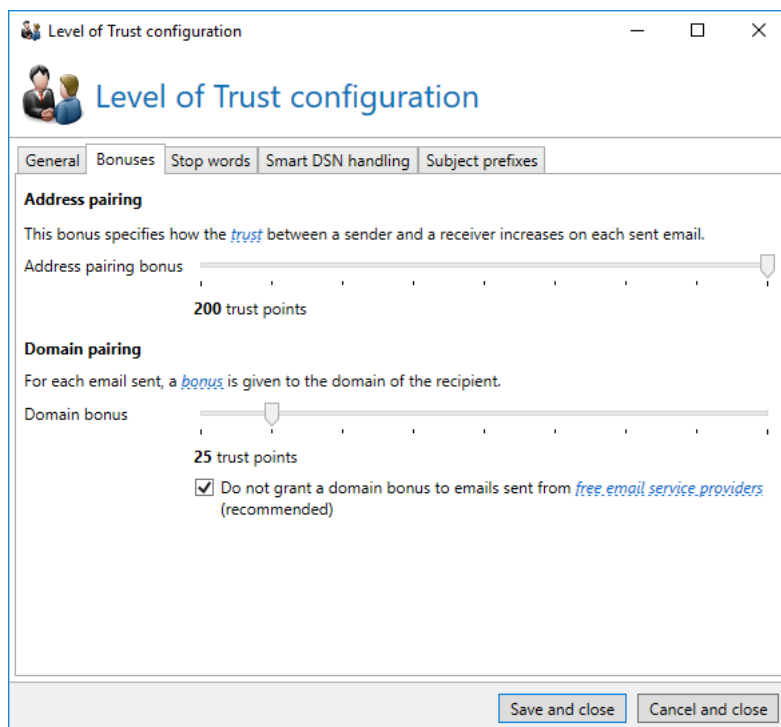 Level of Trust configuration
Level of Trust configuration
General Bonuses Stop words Smart DSN handling Subject prefixes
Address pairing
This bonus specifies how the trust between a sender and a receiver increases on each sent email.
Address pairing bonus
200 trust points
Domain pairing
For each email sent, a bonus is given to the domain of the recipient.
Domain bonus
25 trust points
Do not grant a domain bonus to emails sent from free email service providers
(recommended)
Save and close Cancel and close